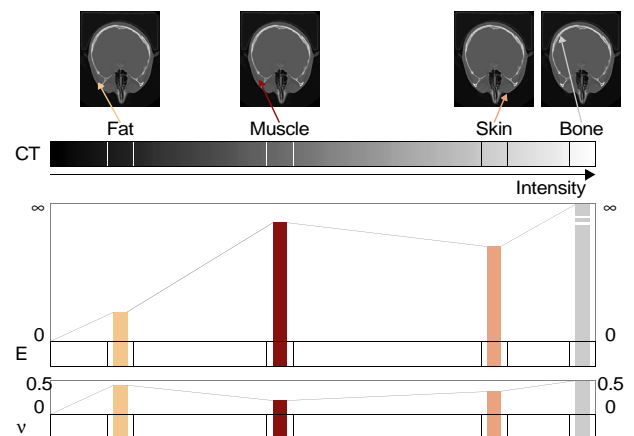 Fat Muscle Skin Bone
CT
Intensity
∞ ∞
0 0
E
0.5 0.5
0 0
ν